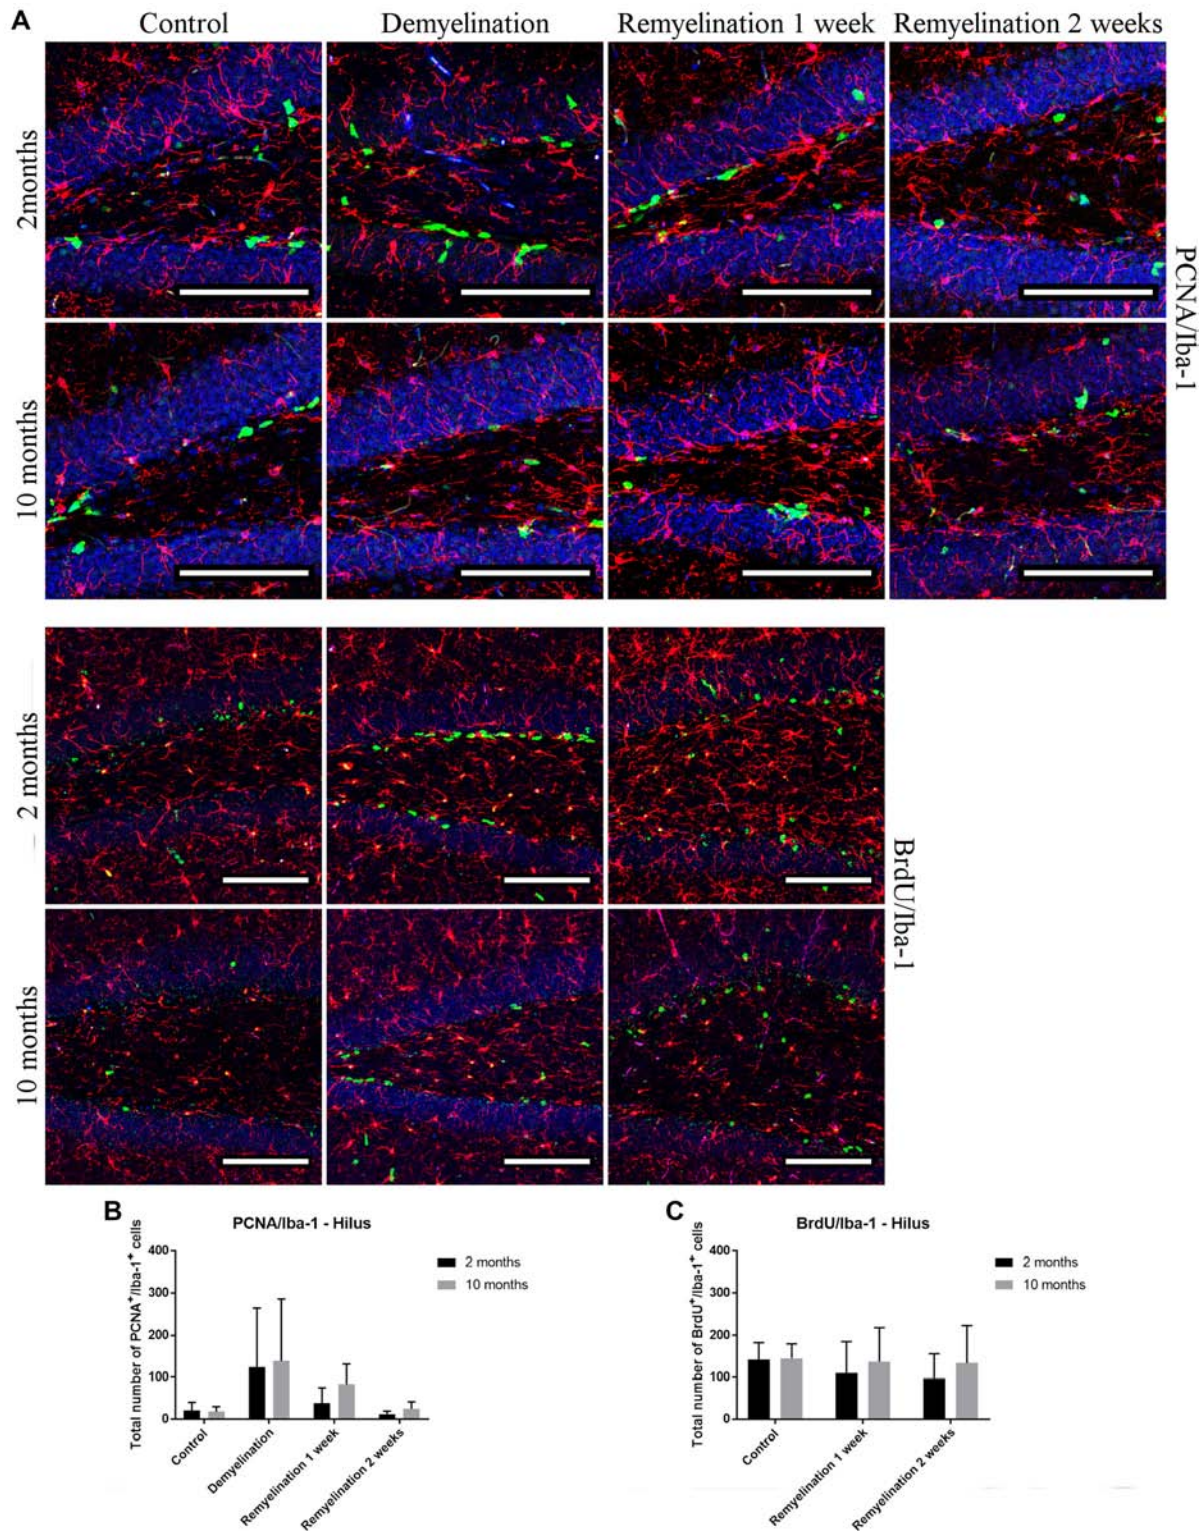 A
Control
Demyelination
Remyelination 1 week
Remyelination 2 weeks
2months
10 months
PCNA/Iba-1
2 months
10 months
BrdU/Iba-1
B
PCNA/Iba-1 - Hilus
Total number of PCNA+/Iba-1+ cells
400
300
200
100
0
Control
Demyelination
Remyelination 1 week
Remyelination 2 weeks
2 months
10 months
C
BrdU/Iba-1 - Hilus
Total number of BrdU+/Iba-1+ cells
400
300
200
100
0
Control
Remyelination 1 week
Remyelination 2 weeks
2 months
10 months